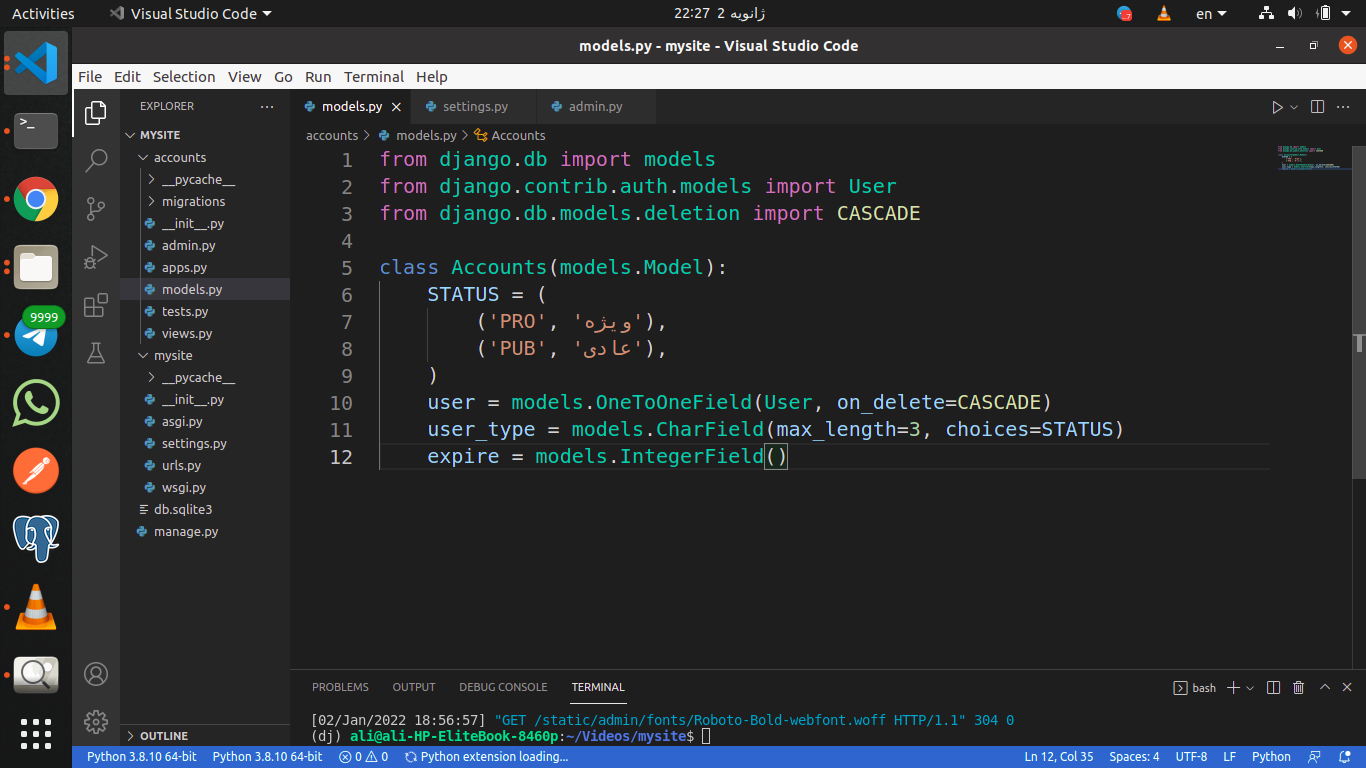 Activities Visual Studio Code 22:27 2 ژانویه en
models.py - mysite - Visual Studio Code
File Edit Selection View Go Run Terminal Help
EXPLORER
MYSITE
accounts
__pycache__
migrations
__init__.py
admin.py
apps.py
models.py
tests.py
views.py
mysite
__pycache__
__init__.py
asgi.py
settings.py
urls.py
wsgi.py
db.sqlite3
manage.py
OUTLINE
9999
models.py settings.py admin.py
accounts > models.py > Accounts
1 from django.db import models
2 from django.contrib.auth.models import User
3 from django.db.models.deletion import CASCADE
4
5 class Accounts(models.Model):
6 STATUS = (
7 ('PRO', 'ویژه'),
8 ('PUB', 'عادی'),
9 )
10 user = models.OneToOneField(User, on_delete=CASCADE)
11 user_type = models.CharField(max_length=3, choices=STATUS)
12 expire = models.IntegerField()
PROBLEMS OUTPUT DEBUG CONSOLE TERMINAL bash
[02/Jan/2022 18:56:57] "GET /static/admin/fonts/Roboto-Bold-webfont.woff HTTP/1.1" 304 0
(dj) ali@ali-HP-EliteBook-8460p:~/Videos/mysite$
Python 3.8.10 64-bit Python 3.8.10 64-bit 0 0 Python extension loading... Ln 12, Col 35 Spaces: 4 UTF-8 LF Python